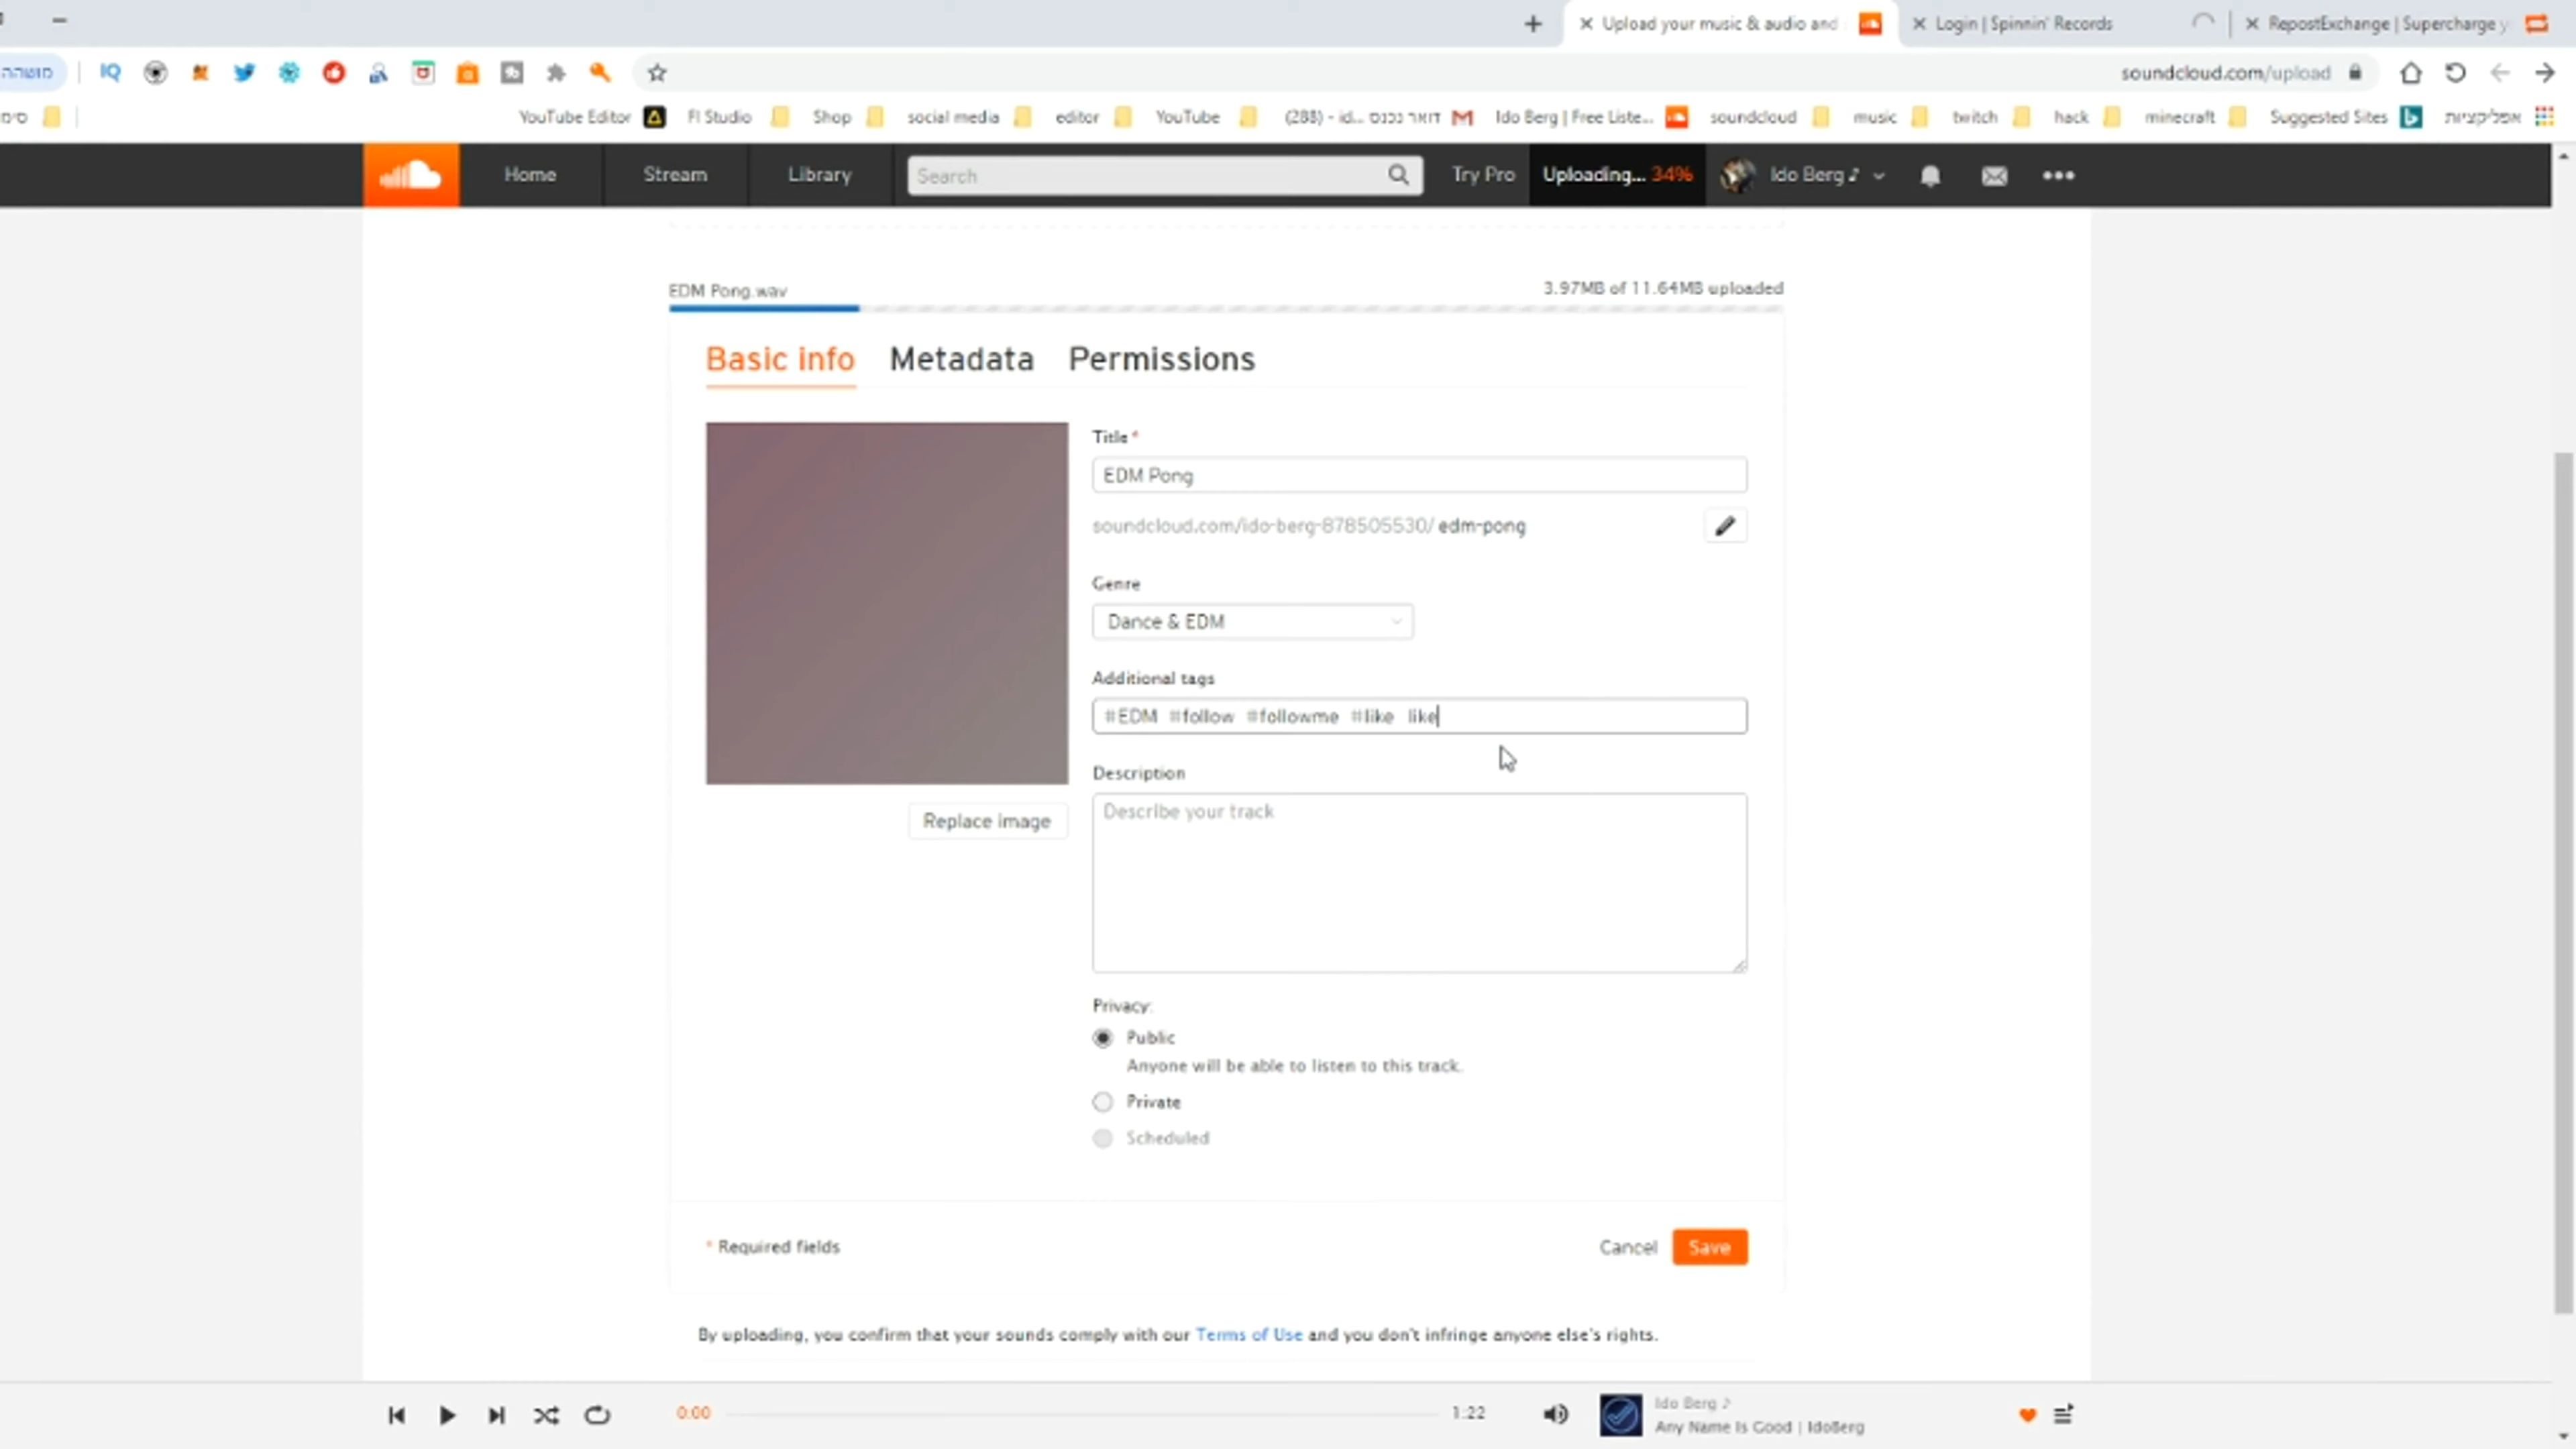 Upload your music & audio and
Login | Spinnin' Records
RepostExchange | Supercharge y
מושהה
soundcloud.com/upload
YouTube Editor
Fl Studio
Shop
social media
editor
YouTube
דואר נכנס (288) - id...
Ido Berg | Free Liste...
soundcloud
music
twitch
hack
minecraft
Suggested Sites
אפליקציות
Home
Stream
Library
Search
Try Pro
Uploading... 34%
Ido Berg ♪
EDM Pong.wav
3.97MB of 11.64MB uploaded
Basic info
Metadata
Permissions
Title *
EDM Pong
soundcloud.com/ido-berg-878505530/ edm-pong
Genre
Dance & EDM
Additional tags
#EDM #follow #followme #like like
Description
Describe your track
Replace image
Privacy:
Public
Anyone will be able to listen to this track.
Private
Scheduled
* Required fields
Cancel
Save
By uploading, you confirm that your sounds comply with our Terms of Use and you don't infringe anyone else's rights.
0:00
1:22
Ido Berg ♪
Any Name Is Good | IdoBerg